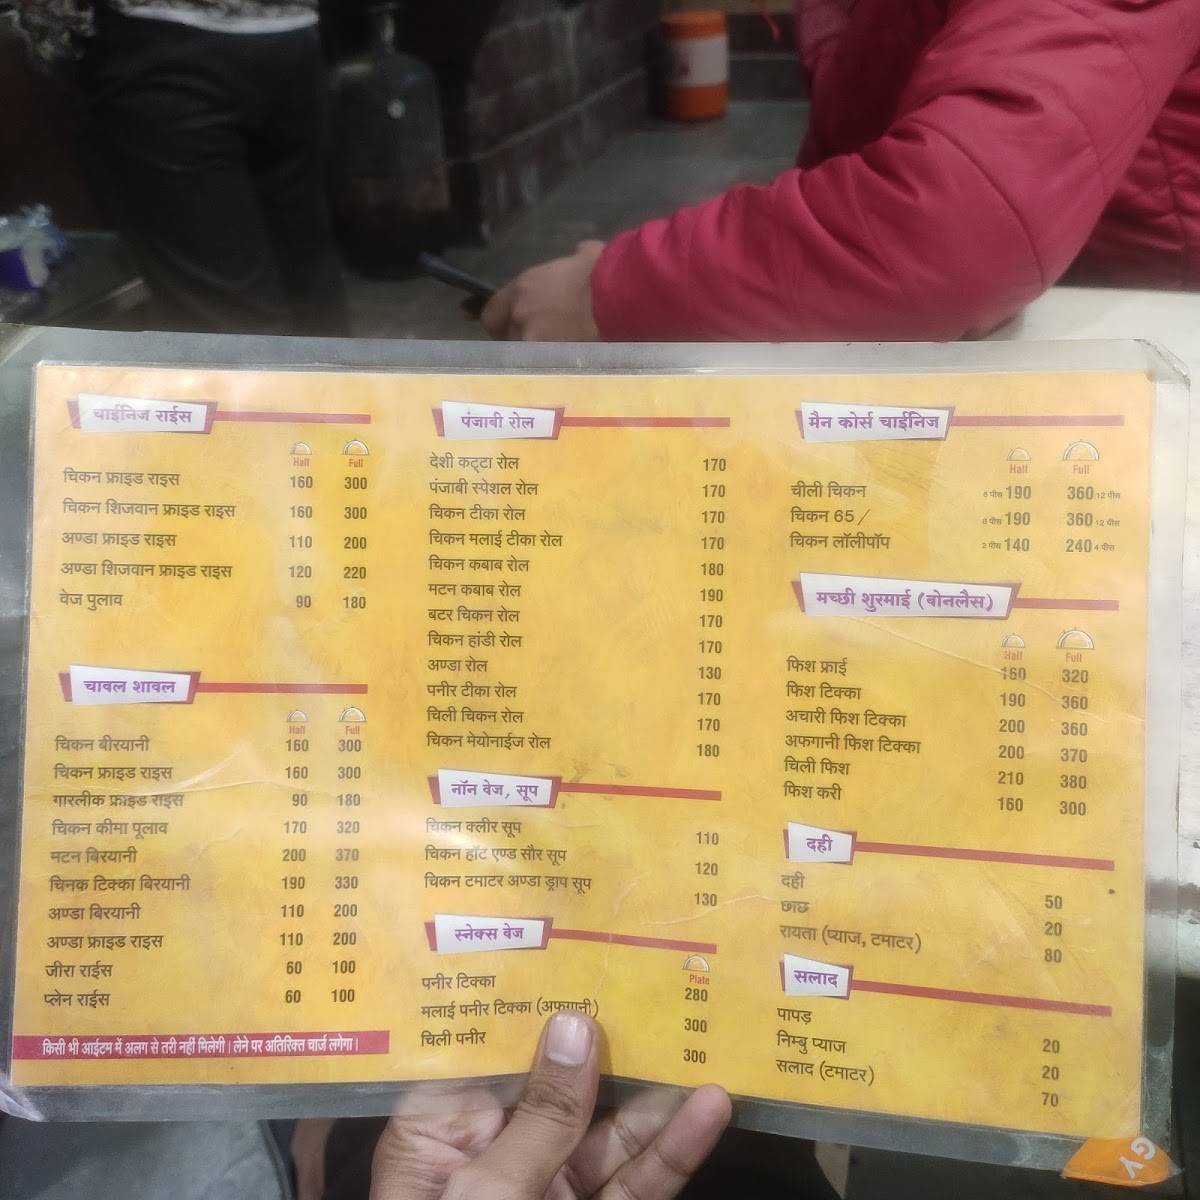 चाईनिज राईस
Half Full
चिकन फ्राइड राइस 160 300
चिकन शिजवान फ्राइड राइस 160 300
अण्डा फ्राइड राइस 110 200
अण्डा शिजवान फ्राइड राइस 120 220
वेज पुलाव 90 180
चावल शावल
Half Full
चिकन बीरयानी 160 300
चिकन फ्राइड राइस 160 300
गारलीक फ्राइड राइस 90 180
चिकन कीमा पूलाव 170 320
मटन बिरयानी 200 370
चिनक टिक्का बिरयानी 190 330
अण्डा बिरयानी 110 200
अण्डा फ्राइड राइस 110 200
जीरा राईस 60 100
प्लेन राईस 60 100
किसी भी आईटम में अलग से तरी नहीं मिलेगी। लेने पर अतिरिक्त चार्ज लगेगा।
पंजाबी रोल
देशी कट्टा रोल 170
पंजाबी स्पेशल रोल 170
चिकन टीका रोल 170
चिकन मलाई टीका रोल 170
चिकन कबाब रोल 180
मटन कबाब रोल 190
बटर चिकन रोल 170
चिकन हांडी रोल 170
अण्डा रोल 130
पनीर टीका रोल 170
चिली चिकन रोल 170
चिकन मेयोनाईज रोल 180
नॉन वेज, सूप
चिकन क्लीर सूप 110
चिकन हॉट एण्ड सौर सूप 120
चिकन टमाटर अण्डा ड्राप सूप 130
स्नेक्स वेज
Plate
पनीर टिक्का 280
मलाई पनीर टिक्का (अफगानी) 300
चिली पनीर 300
मैन कोर्स चाईनिज
Half Full
चीली चिकन 6 पीस 190 360 12 पीस
चिकन 65 / 6 पीस 190 360 12 पीस
चिकन लॉलीपॉप 2 पीस 140 240 4 पीस
मच्छी शुरमाई (बोनलैस)
Half Full
फिश फ्राई 160 320
फिश टिक्का 190 360
अचारी फिश टिक्का 200 360
अफगानी फिश टिक्का 200 370
चिली फिश 210 380
फिश करी 160 300
दही
दही 50
छाछ 20
रायता (प्याज, टमाटर) 80
सलाद
पापड़ 20
निम्बु प्याज 20
सलाद (टमाटर) 70
GY